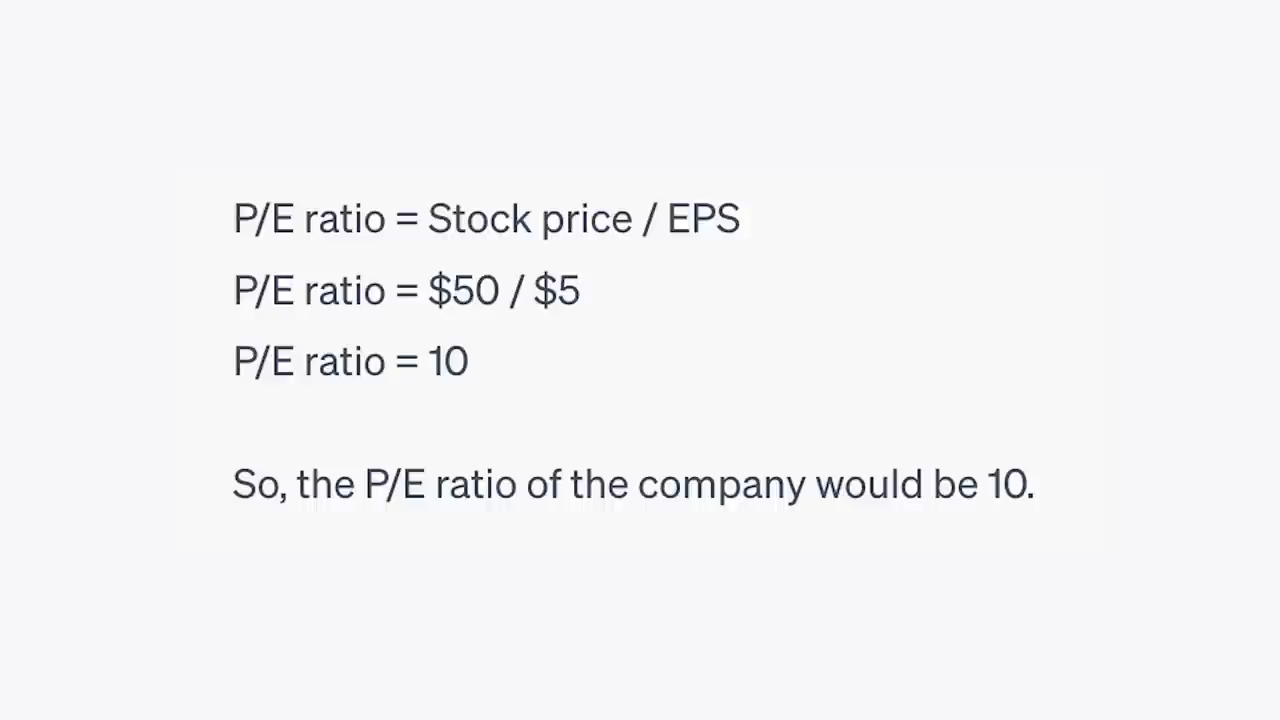 P/E ratio = Stock price / EPS
P/E ratio = $50 / $5
P/E ratio = 10
So, the P/E ratio of the company would be 10.